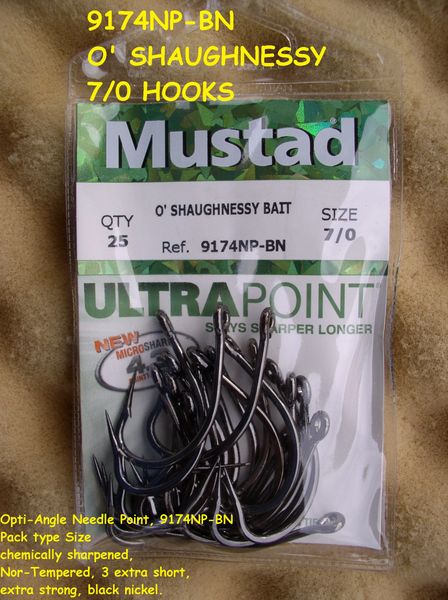 9174NP-BN
O' SHAUGHNESSY
7/0 HOOKS
Mustad
O' SHAUGHNESSY BAIT
QTY
25
Ref. 9174NP-BN
SIZE
7/0
ULTRAPOINT
STAYS SHARPER LONGER
NEW
MICROSHARP
Opti-Angle Needle Point, 9174NP-BN
Pack type Size
chemically sharpened,
Nor-Tempered, 3 extra short,
extra strong, black nickel.